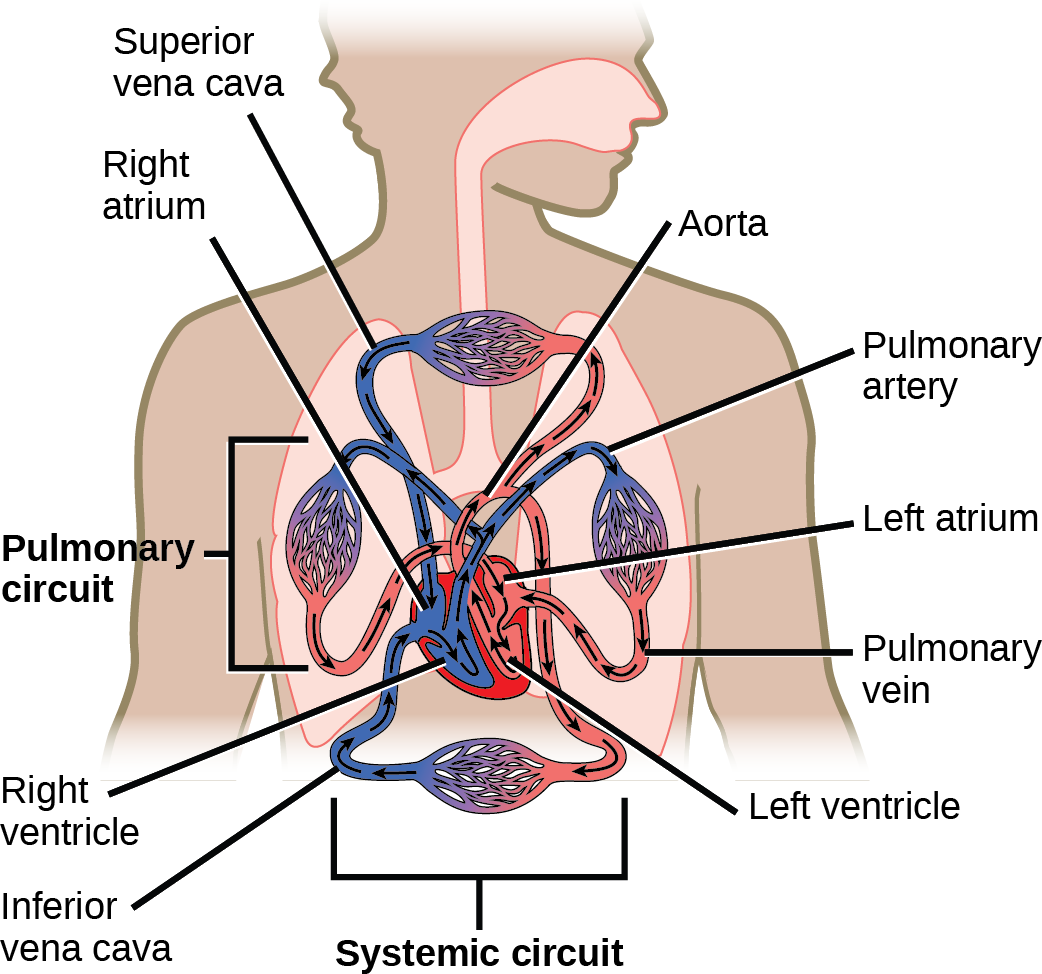 Superior
vena cava
Right
atrium
Aorta
Pulmonary
artery
Left atrium
Pulmonary
circuit
Pulmonary
vein
Right
ventricle
Left ventricle
Inferior
vena cava
Systemic circuit